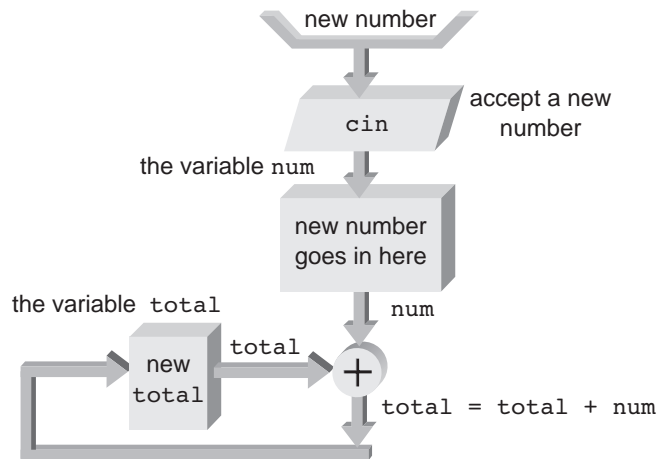 new number
cin
accept a new
number
the variable num
new number
goes in here
num
the variable total
new
total
total
+
total = total + num